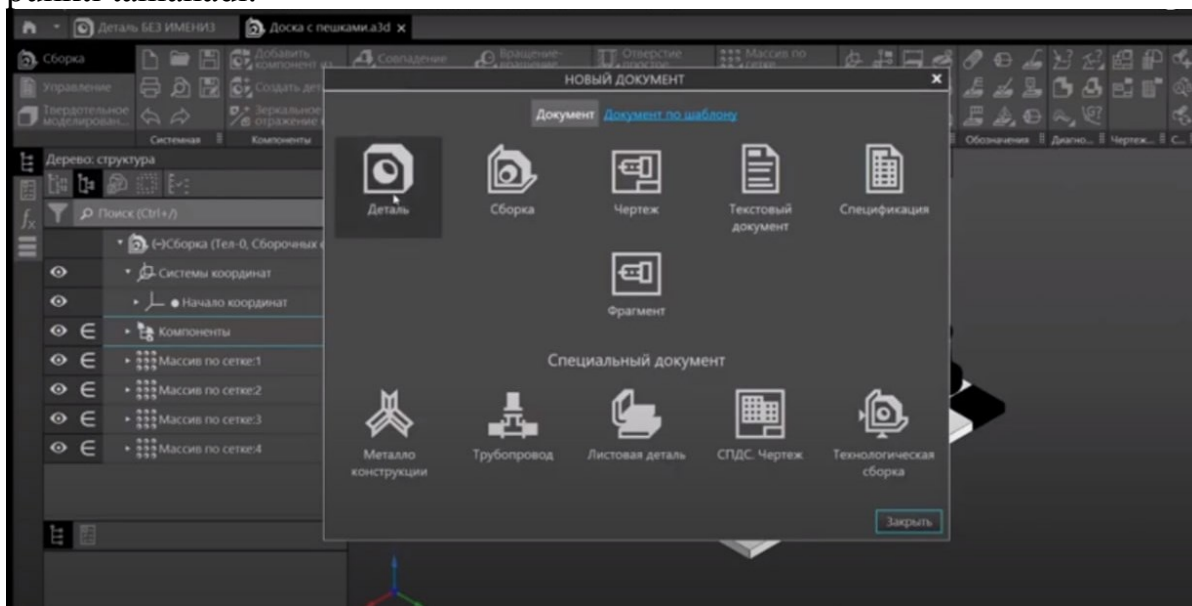 Деталь БЕЗ ИМЕНИ3
Доска с пешками.a3d ×
Сборка
Управление
Твердотельное
моделирован...
Добавить
компонент из
Создать дет
Зеркальное
отражение
Совпадение
Вращение-
вращение
Отверстие
простое
Массив по
сетке
Системная
Компоненты
Обозначения
Диагно...
Чертеж...
С...
Дерево: структура
Поиск (Ctrl+/)
(-)Сборка (Тел-0, Сборочных
Системы координат
Начало координат
Компоненты
Массив по сетке:1
Массив по сетке:2
Массив по сетке:3
Массив по сетке:4
НОВЫЙ ДОКУМЕНТ
Документ Документ по шаблону
Деталь
Сборка
Чертеж
Текстовый
документ
Спецификация
Фрагмент
Специальный документ
Металло
конструкции
Трубопровод
Листовая деталь
СПДС. Чертеж
Технологическая
сборка
Закрыть